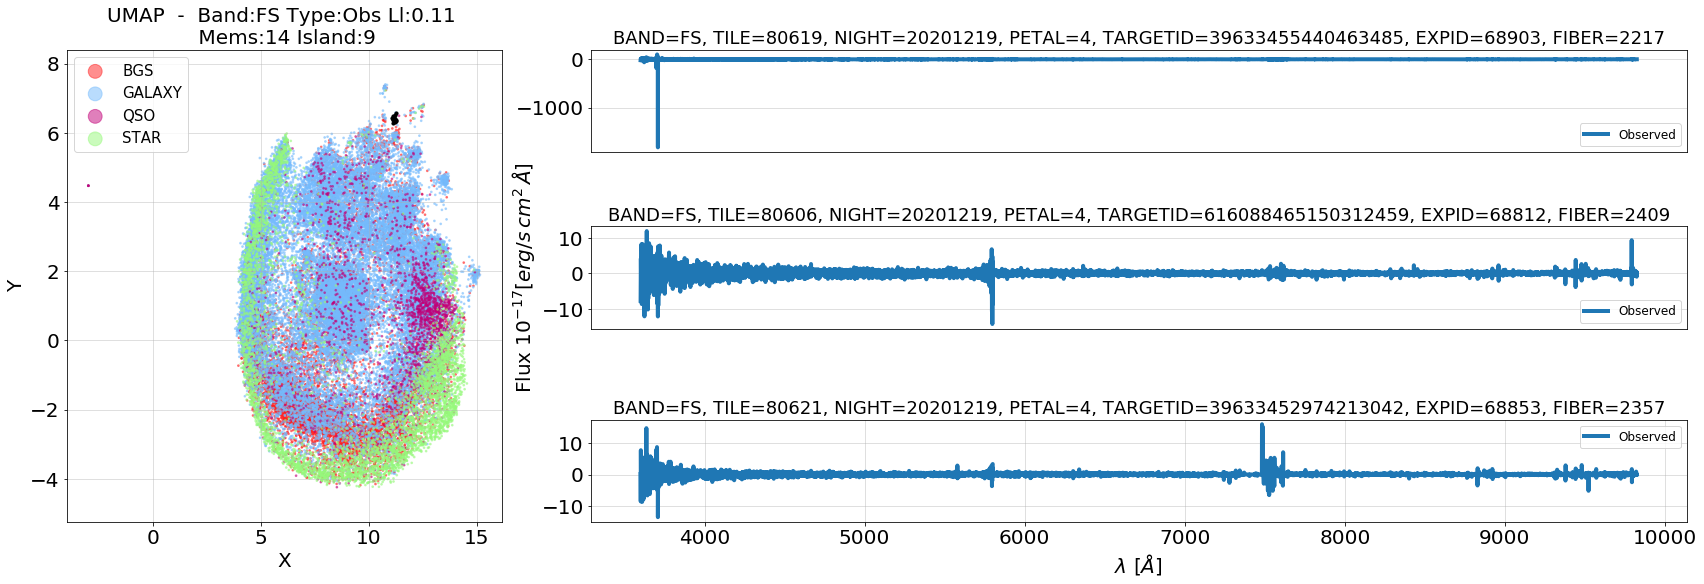 UMAP - Band:FS Type:Obs Ll:0.11
Mems:14 Island:9
BGS
GALAXY
QSO
STAR
8
6
4
2
0
−2
−4
Y
0
5
10
15
X
Flux 10^{−17}[erg/s cm^{2} Å]
BAND=FS, TILE=80619, NIGHT=20201219, PETAL=4, TARGETID=39633455440463485, EXPID=68903, FIBER=2217
0
−1000
Observed
BAND=FS, TILE=80606, NIGHT=20201219, PETAL=4, TARGETID=616088465150312459, EXPID=68812, FIBER=2409
10
0
−10
Observed
BAND=FS, TILE=80621, NIGHT=20201219, PETAL=4, TARGETID=39633452974213042, EXPID=68853, FIBER=2357
10
0
−10
Observed
4000
5000
6000
7000
8000
9000
10000
λ [Å]